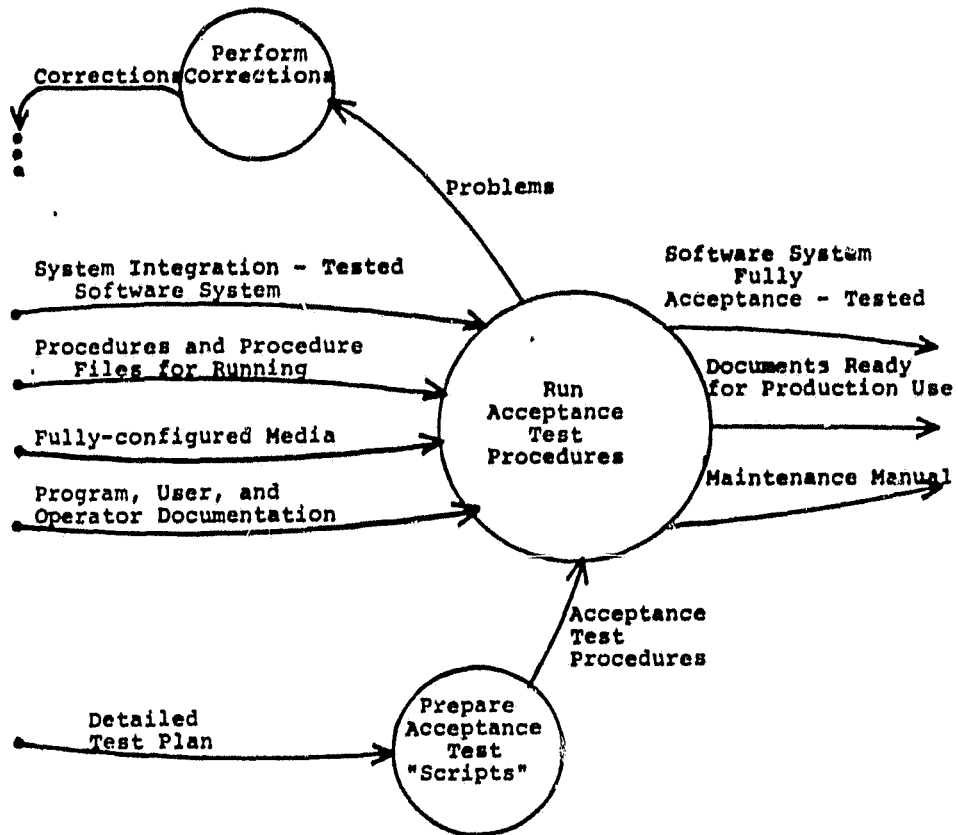 Perform
Corrections
Corrections
Problems
System Integration - Tested
Software System
Procedures and Procedure
Files for Running
Fully-configured Media
Program, User, and
Operator Documentation
Run
Acceptance
Test
Procedures
Software System
Fully
Acceptance - Tested
Documents Ready
for Production Use
Maintenance Manual
Acceptance
Test
Procedures
Detailed
Test Plan
Prepare
Acceptance
Test
"Scripts"